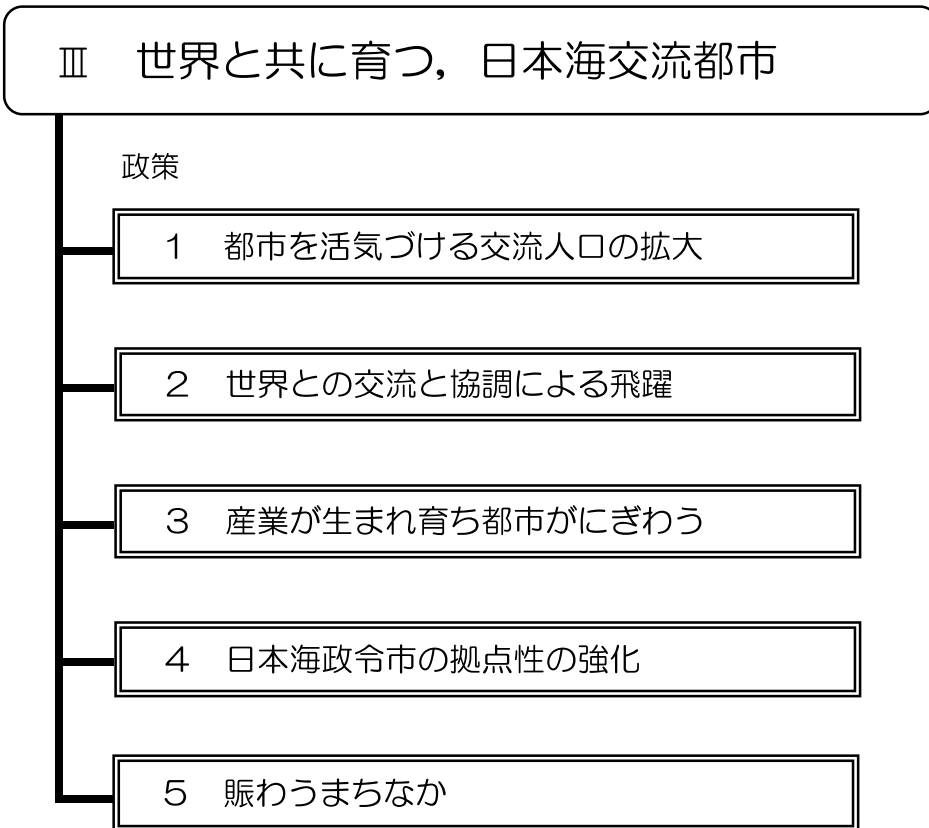 Ⅲ　世界と共に育つ，日本海交流都市
政策
１　都市を活気づける交流人口の拡大
２　世界との交流と協調による飛躍
３　産業が生まれ育ち都市がにぎわう
４　日本海政令市の拠点性の強化
５　賑わうまちなか